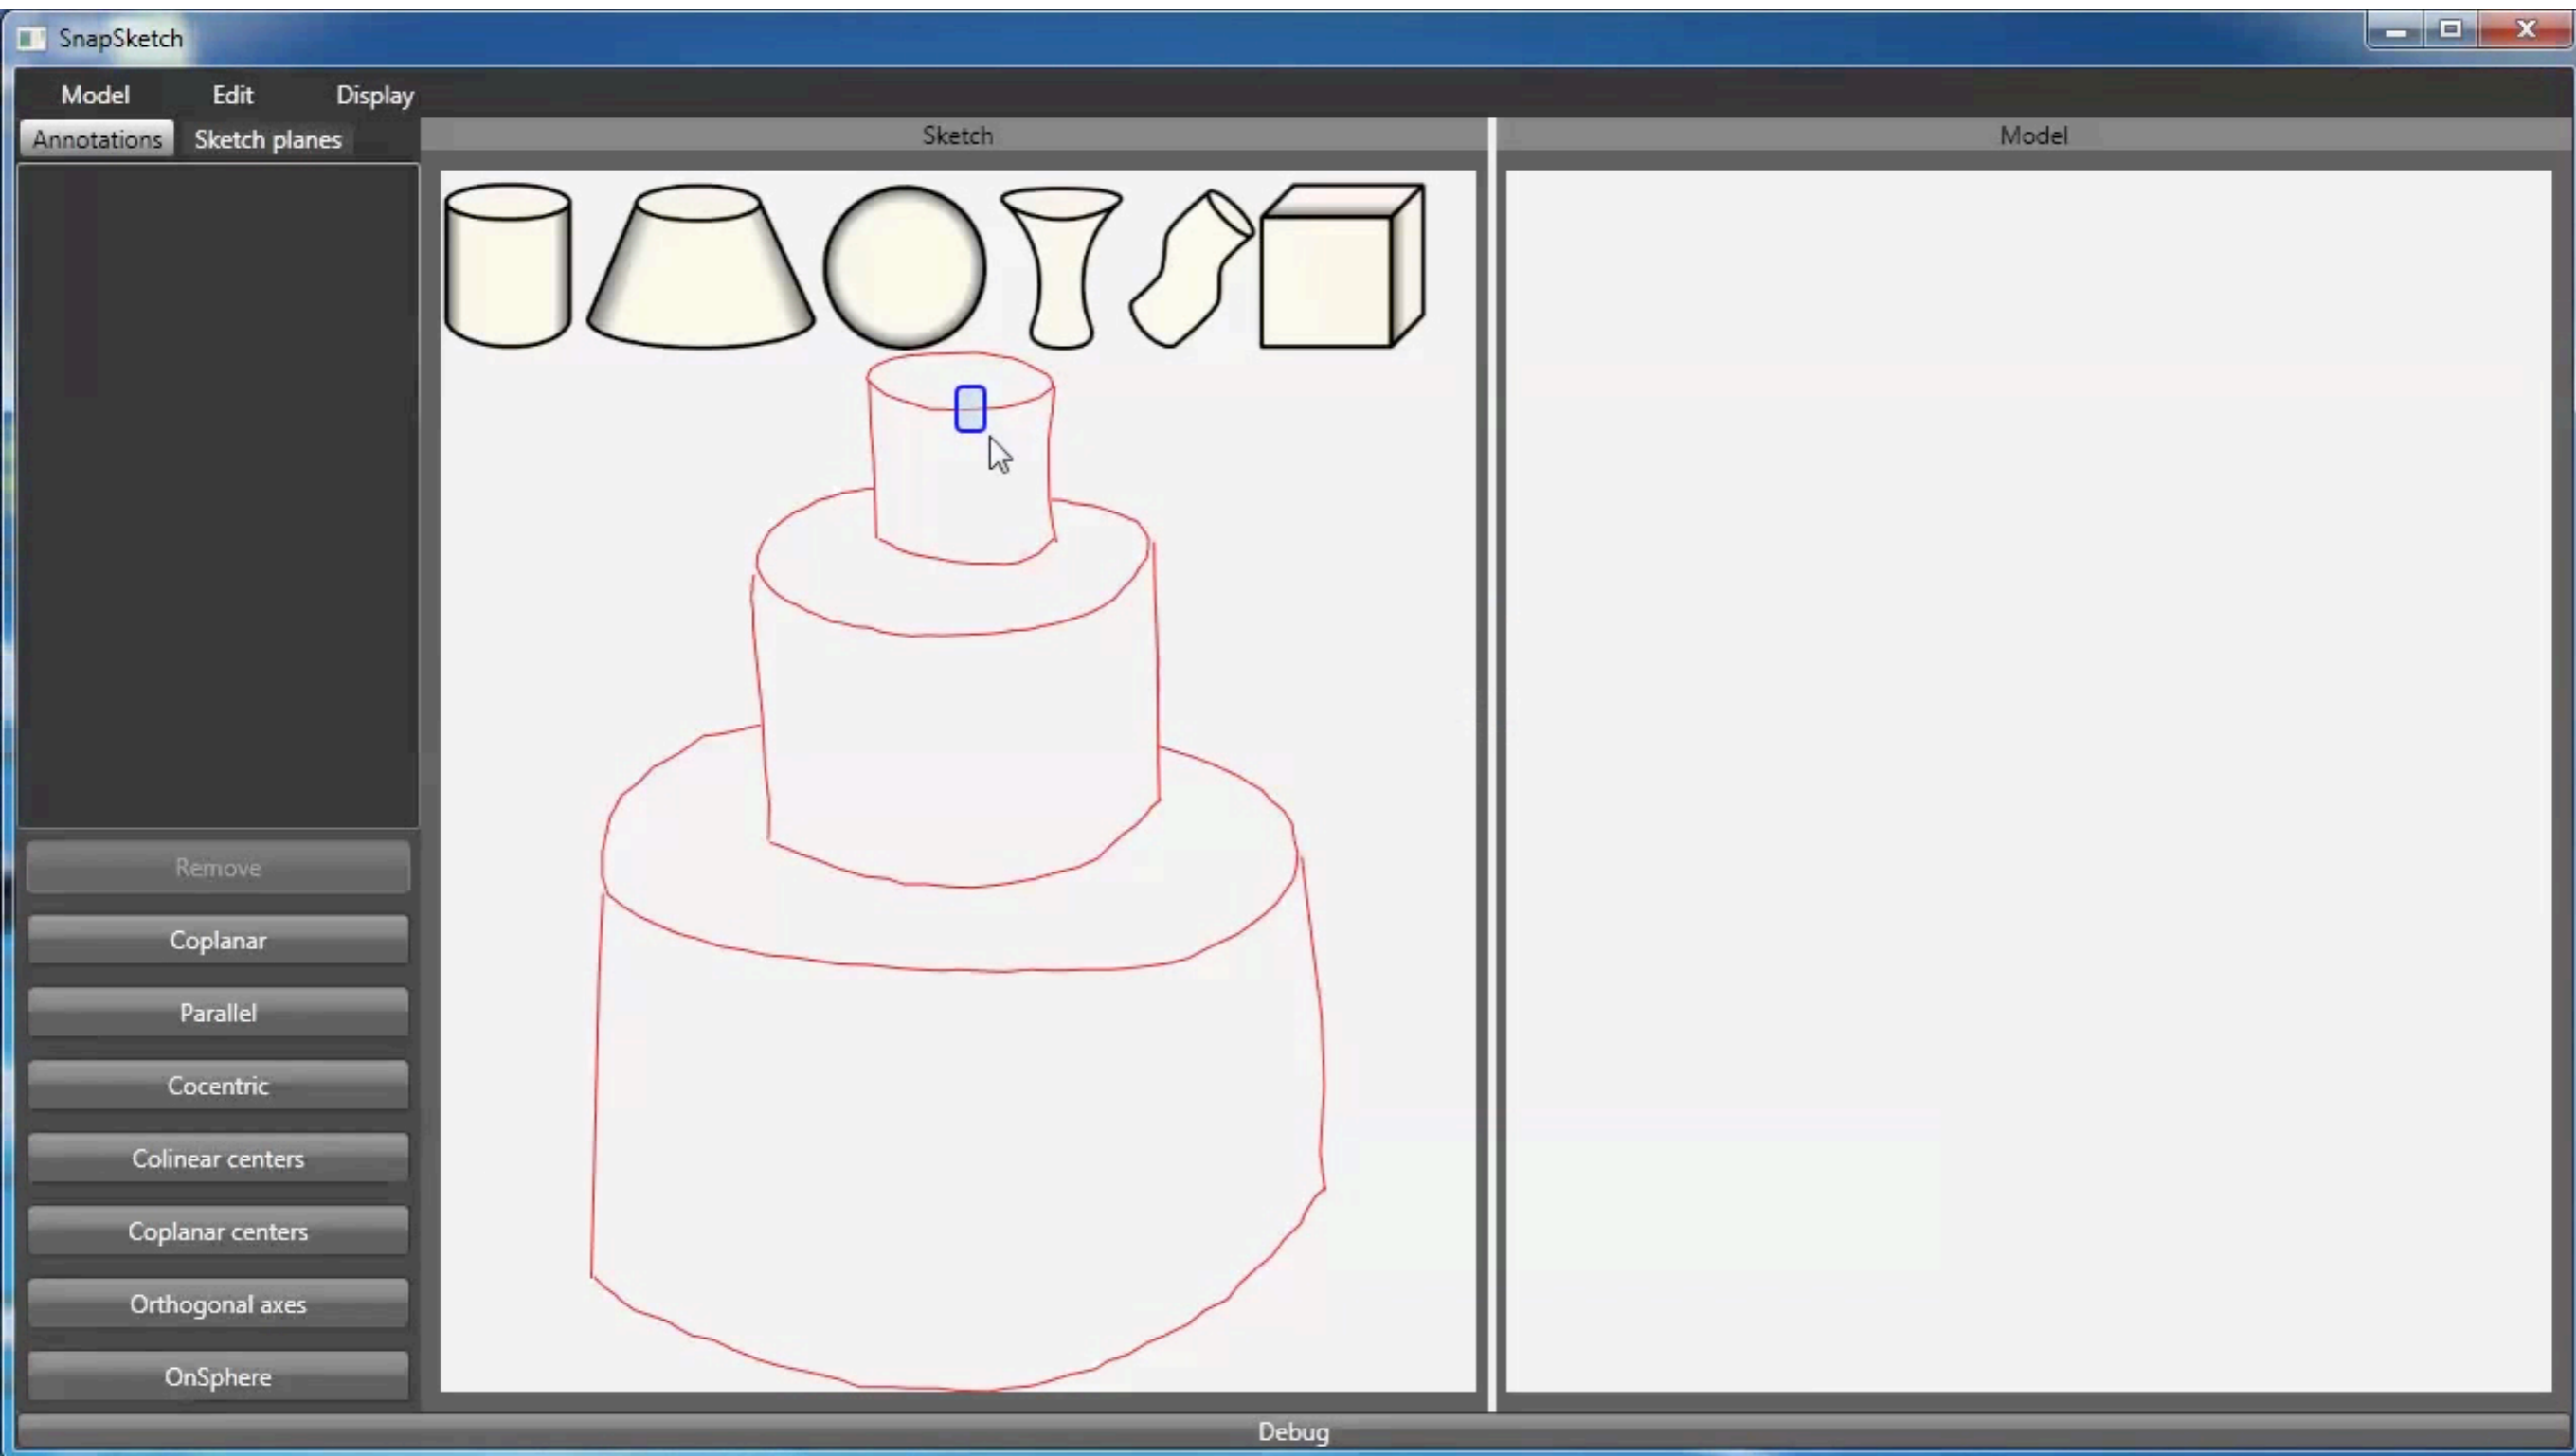 SnapSketch
Model Edit Display
Annotations Sketch planes
Sketch
Model
Remove
Coplanar
Parallel
Cocentric
Colinear centers
Coplanar centers
Orthogonal axes
OnSphere
Debug